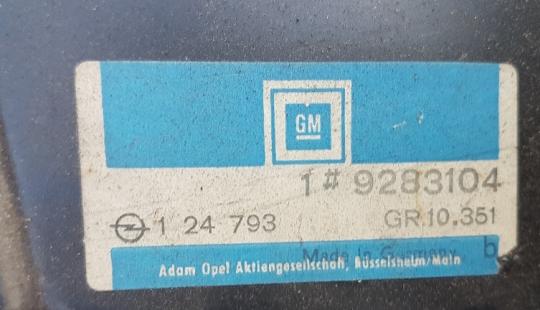 GM
1 # 9283104
1 24 793 GR.10.351
Made in Germany b
Adam Opel Aktiengesellschaft, Rüsselsheim/Main